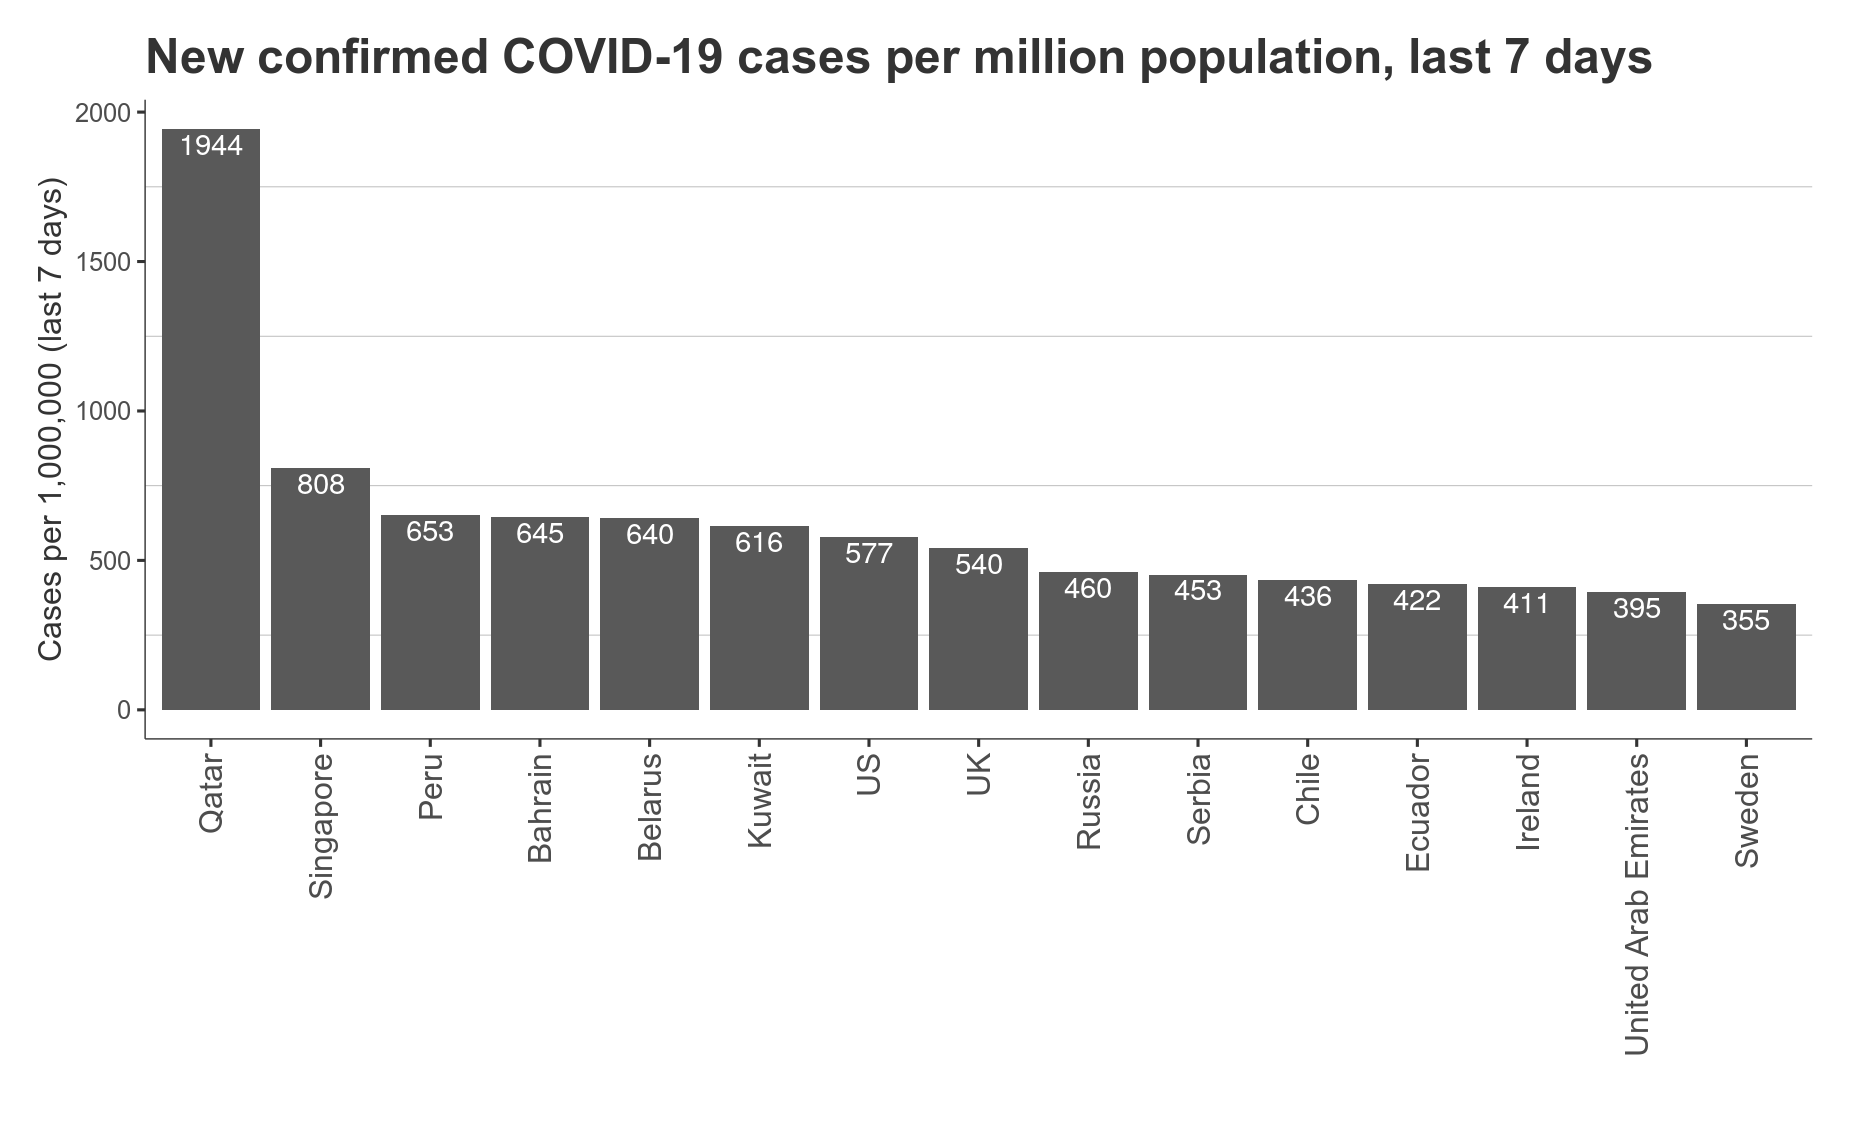 New confirmed COVID-19 cases per million population, last 7 days
Cases per 1,000,000 (last 7 days)
2000
1500
1000
500
0
1944
808
653
645
640
616
577
540
460
453
436
422
411
395
355
Qatar
Singapore
Peru
Bahrain
Belarus
Kuwait
US
UK
Russia
Serbia
Chile
Ecuador
Ireland
United Arab Emirates
Sweden